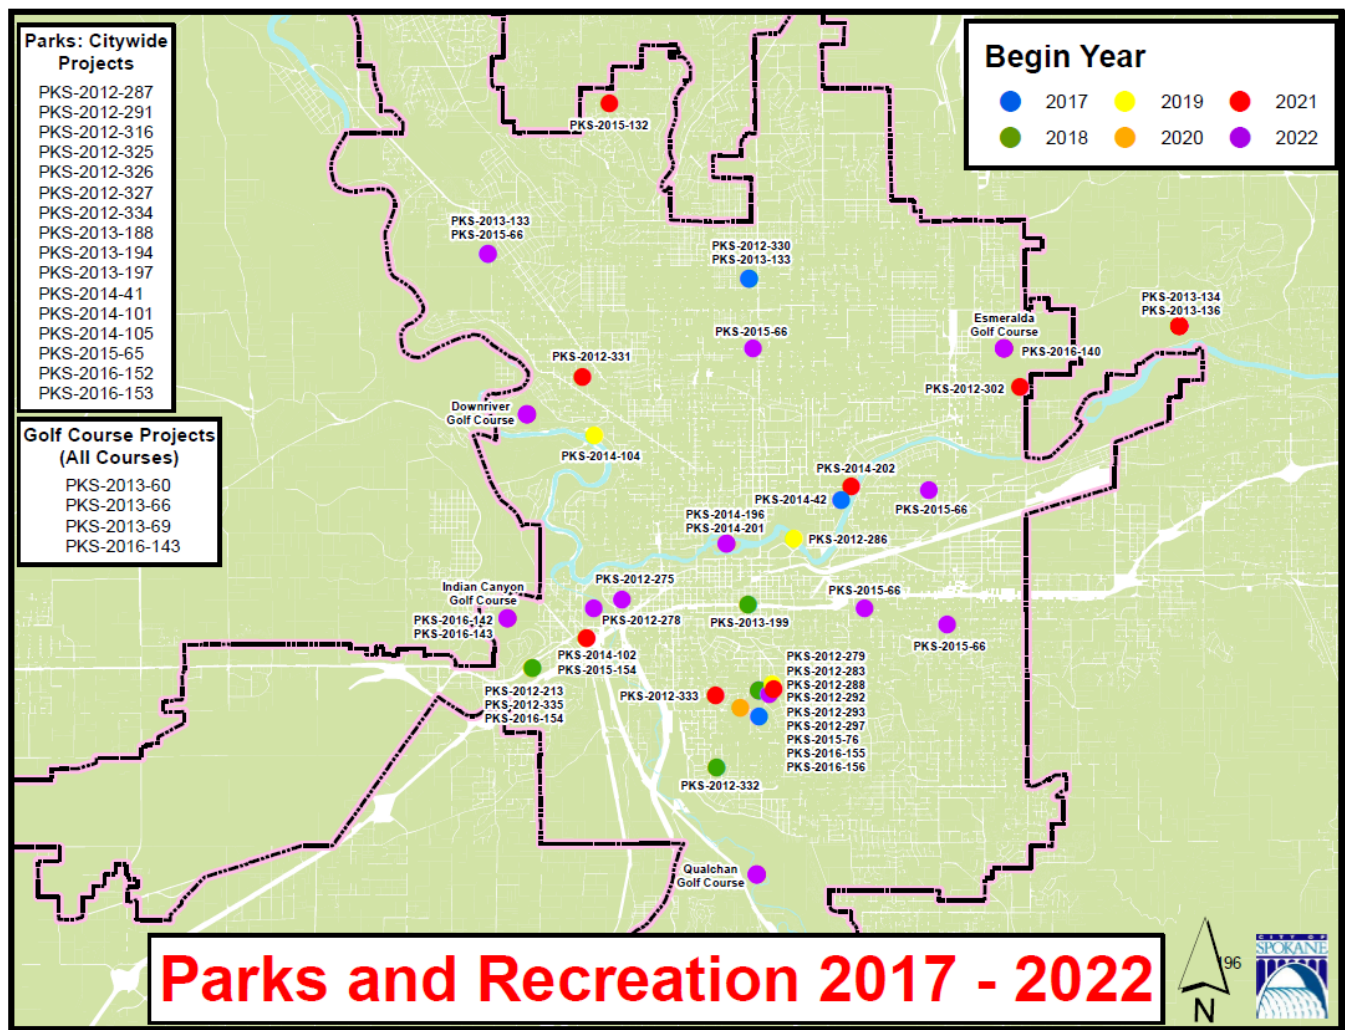 Parks: Citywide
Projects
PKS-2012-287
PKS-2012-291
PKS-2012-316
PKS-2012-325
PKS-2012-326
PKS-2012-327
PKS-2012-334
PKS-2013-188
PKS-2013-194
PKS-2013-197
PKS-2014-41
PKS-2014-101
PKS-2014-105
PKS-2015-65
PKS-2016-152
PKS-2016-153
Golf Course Projects
(All Courses)
PKS-2013-60
PKS-2013-66
PKS-2013-69
PKS-2016-143
Begin Year
2017 2019 2021
2018 2020 2022
PKS-2015-132
PKS-2013-133
PKS-2015-66
PKS-2012-330
PKS-2013-133
PKS-2015-66
Esmeralda
Golf Course
PKS-2016-140
PKS-2013-134
PKS-2013-136
PKS-2012-331
PKS-2012-302
Downriver
Golf Course
PKS-2014-104
PKS-2014-202
PKS-2014-42
PKS-2015-66
PKS-2014-196
PKS-2014-201
PKS-2012-286
Indian Canyon
Golf Course
PKS-2016-142
PKS-2016-143
PKS-2012-275
PKS-2012-278
PKS-2013-199
PKS-2015-66
PKS-2015-66
PKS-2014-102
PKS-2015-154
PKS-2012-213
PKS-2012-335
PKS-2016-154
PKS-2012-333
PKS-2012-279
PKS-2012-283
PKS-2012-288
PKS-2012-292
PKS-2012-293
PKS-2012-297
PKS-2015-76
PKS-2016-155
PKS-2016-156
PKS-2012-332
Qualchan
Golf Course
Parks and Recreation 2017 - 2022
196
N
CITY OF
SPOKANE